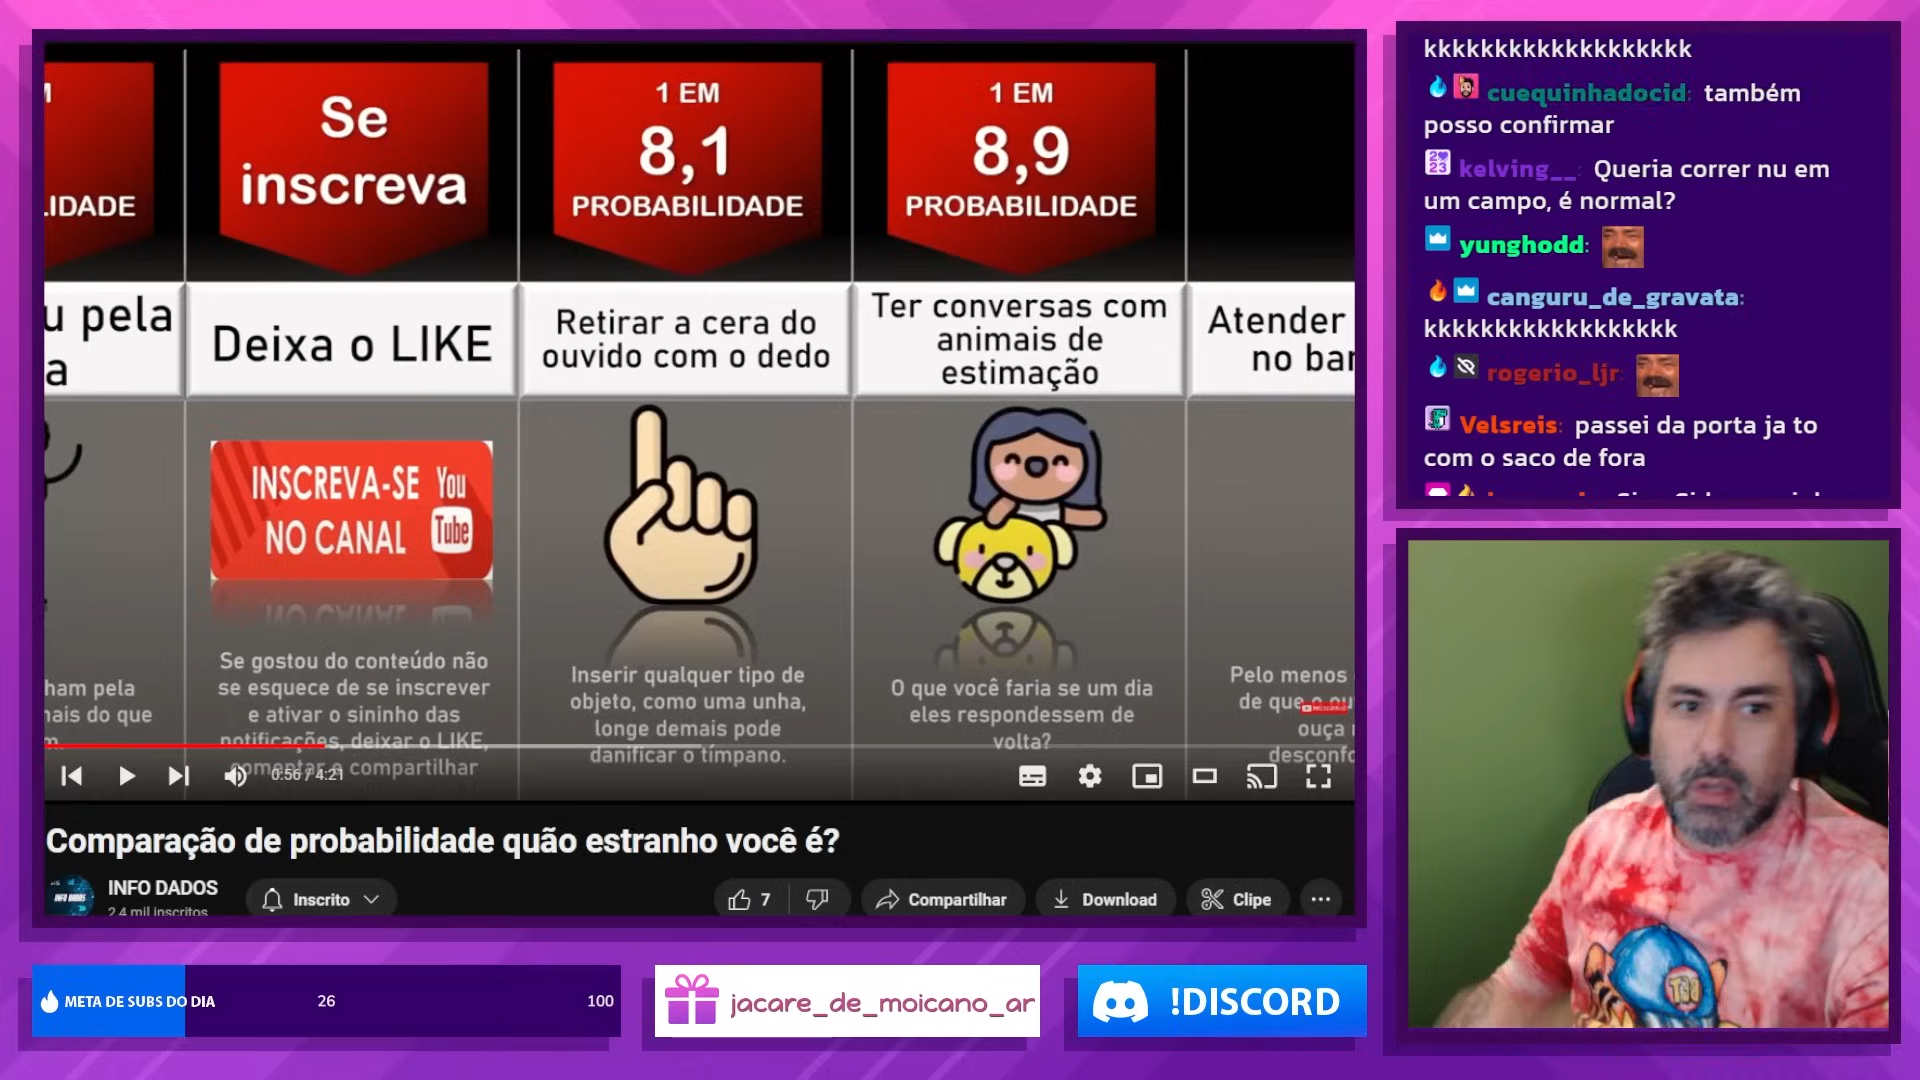 LIDADE
Se
inscreva
1 EM
8,1
PROBABILIDADE
1 EM
8,9
PROBABILIDADE
u pela
a
Deixa o LIKE
Retirar a cera do
ouvido com o dedo
Ter conversas com
animais de
estimação
Atender
no bar
INSCREVA-SE
NO CANAL
You
Tube
ham pela
nais do que
m.
Se gostou do conteúdo não
se esquece de se inscrever
e ativar o sininho das
notificações, deixar o LIKE,
comentar e compartilhar
Inserir qualquer tipo de
objeto, como uma unha,
longe demais pode
danificar o tímpano.
O que você faria se um dia
eles respondessem de
volta?
Pelo menos
de que o ou
ouça
desconfo
0:56 / 4:21
Comparação de probabilidade quão estranho você é?
INFO DADOS
INFO DADOS
2,4 mil inscritos
Inscrito
7
Compartilhar
Download
Clipe
META DE SUBS DO DIA
26
100
jacare_de_moicano_ar
!DISCORD
kkkkkkkkkkkkkkkkkkk
cuequinhadocid: também
posso confirmar
kelving__: Queria correr nu em
um campo, é normal?
yunghodd:
canguru_de_gravata:
kkkkkkkkkkkkkkkkkk
rogerio_ljr:
Velsreis: passei da porta ja to
com o saco de fora